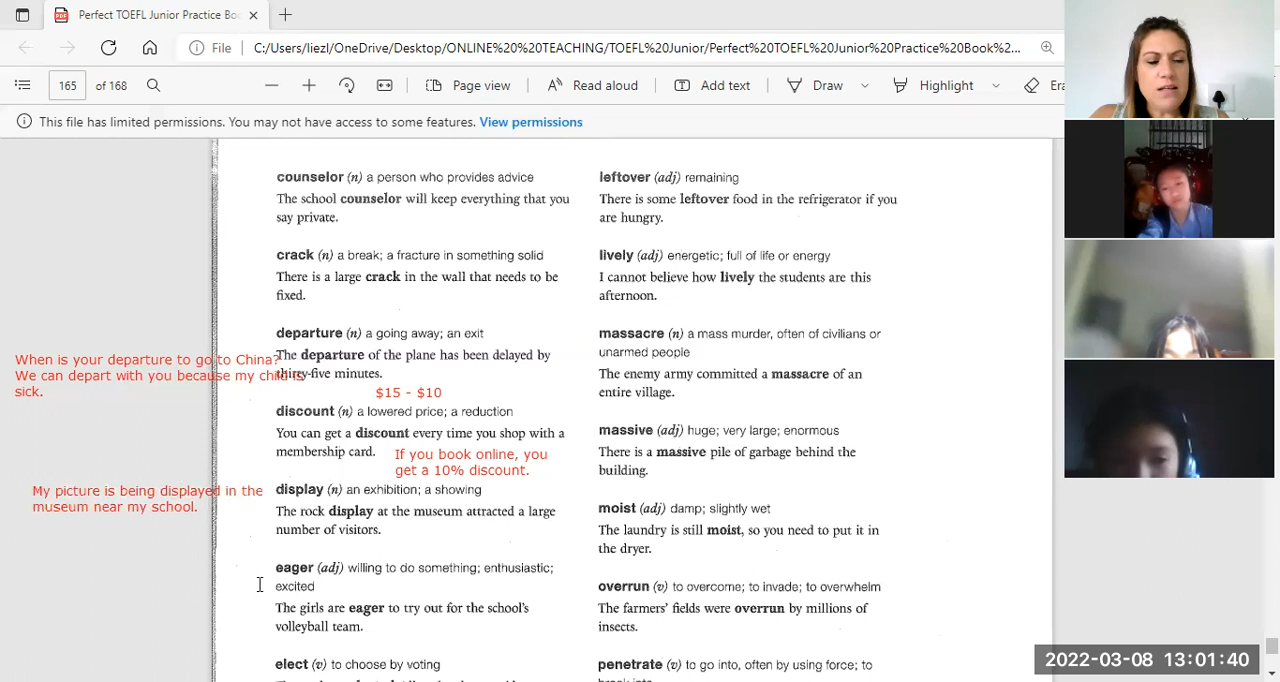 Perfect TOEFL Junior Practice Bo
File
C:/Users/liezl/OneDrive/Desktop/ONLINE%20%20TEACHING/TOEFL%20Junior/Perfect%20TOEFL%20Junior%20Practice%20Book%2...
165 of 168
Page view
Read aloud
Add text
Draw
Highlight
This file has limited permissions. You may not have access to some features. View permissions
counselor (n) a person who provides advice
The school counselor will keep everything that you
say private.
crack (n) a break; a fracture in something solid
There is a large crack in the wall that needs to be
fixed.
departure (n) a going away; an exit
The departure of the plane has been delayed by
thirty-five minutes.
When is your departure to go to China?
We can depart with you because my child is
sick.
$15 - $10
discount (n) a lowered price; a reduction
You can get a discount every time you shop with a
membership card.
If you book online, you
get a 10% discount.
display (n) an exhibition; a showing
The rock display at the museum attracted a large
number of visitors.
My picture is being displayed in the
museum near my school.
eager (adj) willing to do something; enthusiastic;
excited
The girls are eager to try out for the school's
volleyball team.
elect (v) to choose by voting
leftover (adj) remaining
There is some leftover food in the refrigerator if you
are hungry.
lively (adj) energetic; full of life or energy
I cannot believe how lively the students are this
afternoon.
massacre (n) a mass murder, often of civilians or
unarmed people
The enemy army committed a massacre of an
entire village.
massive (adj) huge; very large; enormous
There is a massive pile of garbage behind the
building.
moist (adj) damp; slightly wet
The laundry is still moist, so you need to put it in
the dryer.
overrun (v) to overcome; to invade; to overwhelm
The farmers' fields were overrun by millions of
insects.
penetrate (v) to go into, often by using force; to
2022-03-08 13:01:40